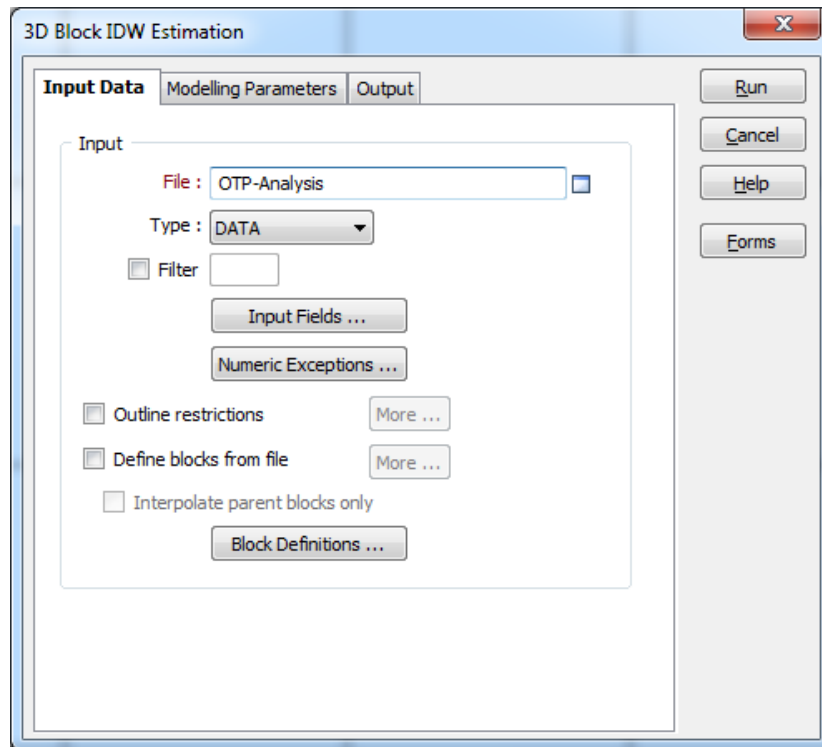 3D Block IDW Estimation
Input Data Modelling Parameters Output
Run
Cancel
Help
Forms
Input
File : OTP-Analysis
Type : DATA
Filter
Input Fields ...
Numeric Exceptions ...
Outline restrictions More ...
Define blocks from file More ...
Interpolate parent blocks only
Block Definitions ...